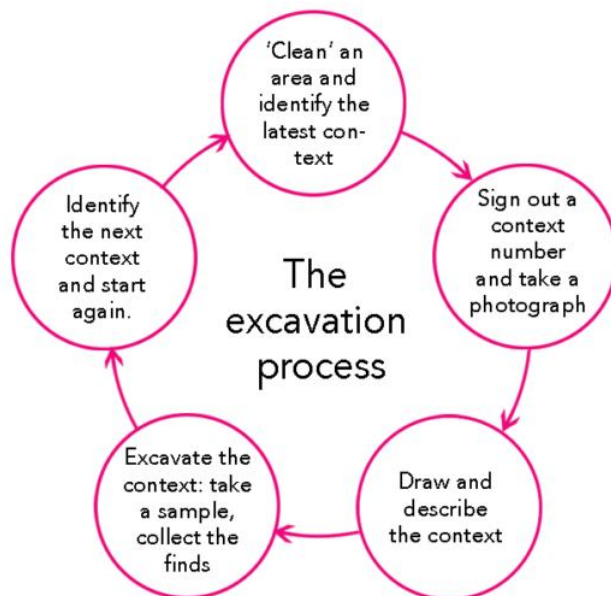 'Clean' an
area and
identify the
latest con-
text
Sign out a
context
number
and take a
photograph
Draw and
describe
the context
Excavate the
context: take
a sample,
collect the
finds
Identify
the next
context
and start
again.
The
excavation
process